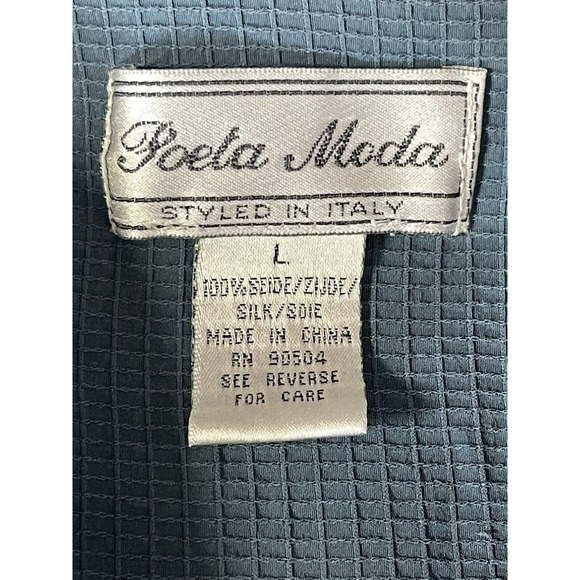 Poeta Moda
STYLED IN ITALY
L
100%SEIDE/ZIJDE/
SILK/SOIE
MADE IN CHINA
RN 90504
SEE REVERSE
FOR CARE